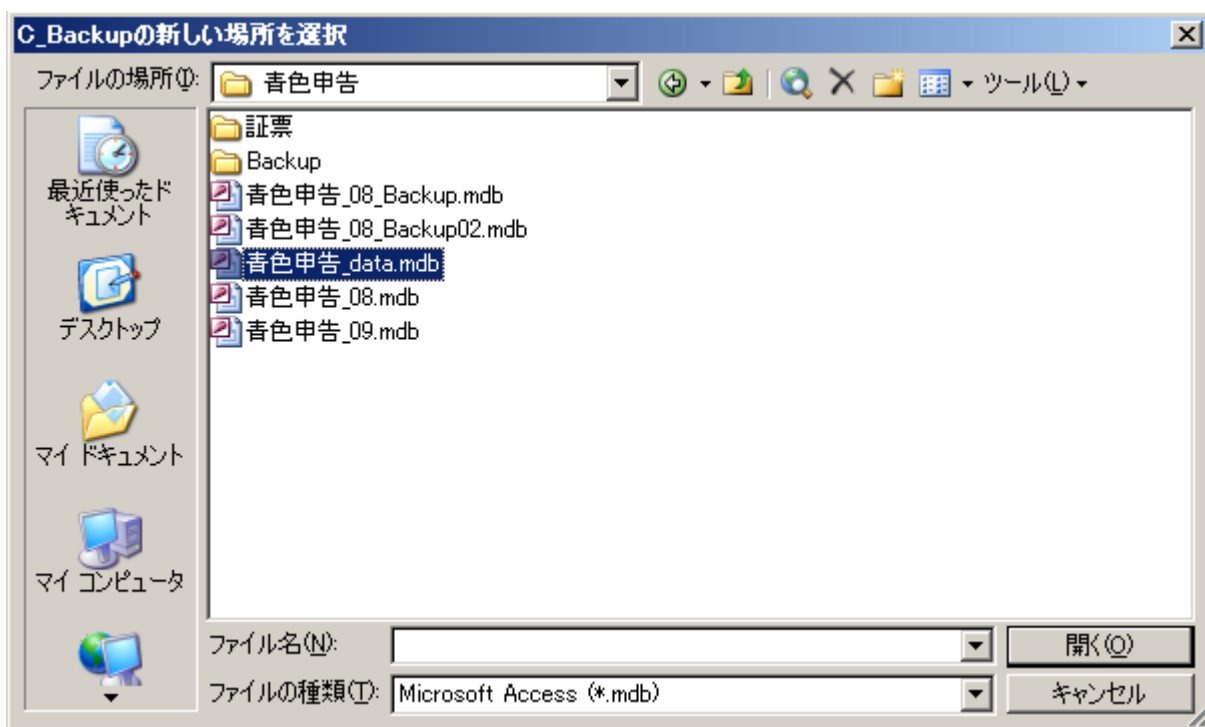 C_Backupの新しい場所を選択
ファイルの場所(I): 青色申告 ツール(L)
証票
Backup
青色申告_08_Backup.mdb
青色申告_08_Backup02.mdb
青色申告_data.mdb
青色申告_08.mdb
青色申告_09.mdb
最近使ったド
キュメント
デスクトップ
マイ ドキュメント
マイ コンピュータ
ファイル名(N): 開く(O)
ファイルの種類(T): Microsoft Access (*.mdb) キャンセル